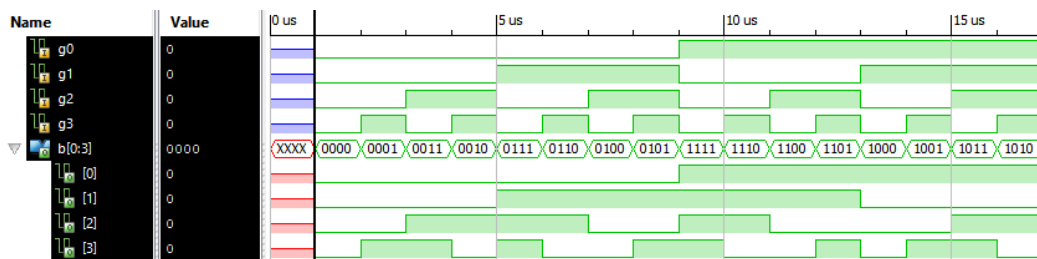 Name Value 0 us 5 us 10 us 15 us
g0 0
g1 0
g2 0
g3 0
b[0:3] 0000 XXXX 0000 0001 0011 0010 0111 0110 0100 0101 1111 1110 1100 1101 1000 1001 1011 1010
[0] 0
[1] 0
[2] 0
[3] 0